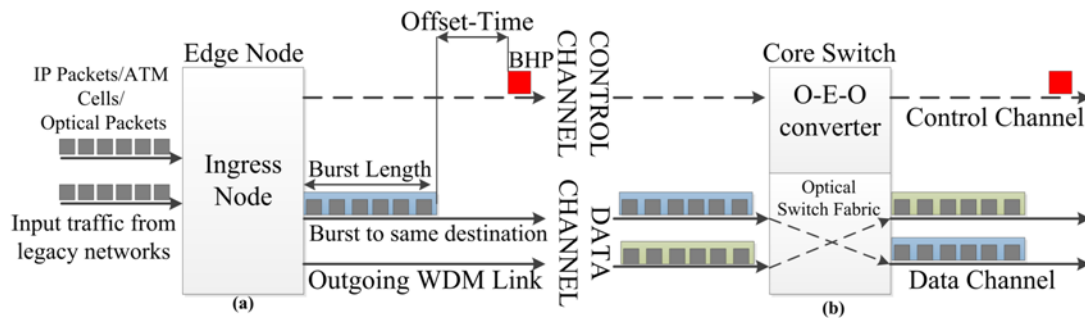 Offset-Time
Edge Node
BHP
IP Packets/ATM
Cells/
Optical Packets
Ingress
Node
Burst Length
Input traffic from
legacy networks
Burst to same destination
Outgoing WDM Link
(a)
CONTROL
CHANNEL
DATA
CHANNEL
Core Switch
O-E-O
converter
Control Channel
Optical
Switch Fabric
Data Channel
(b)